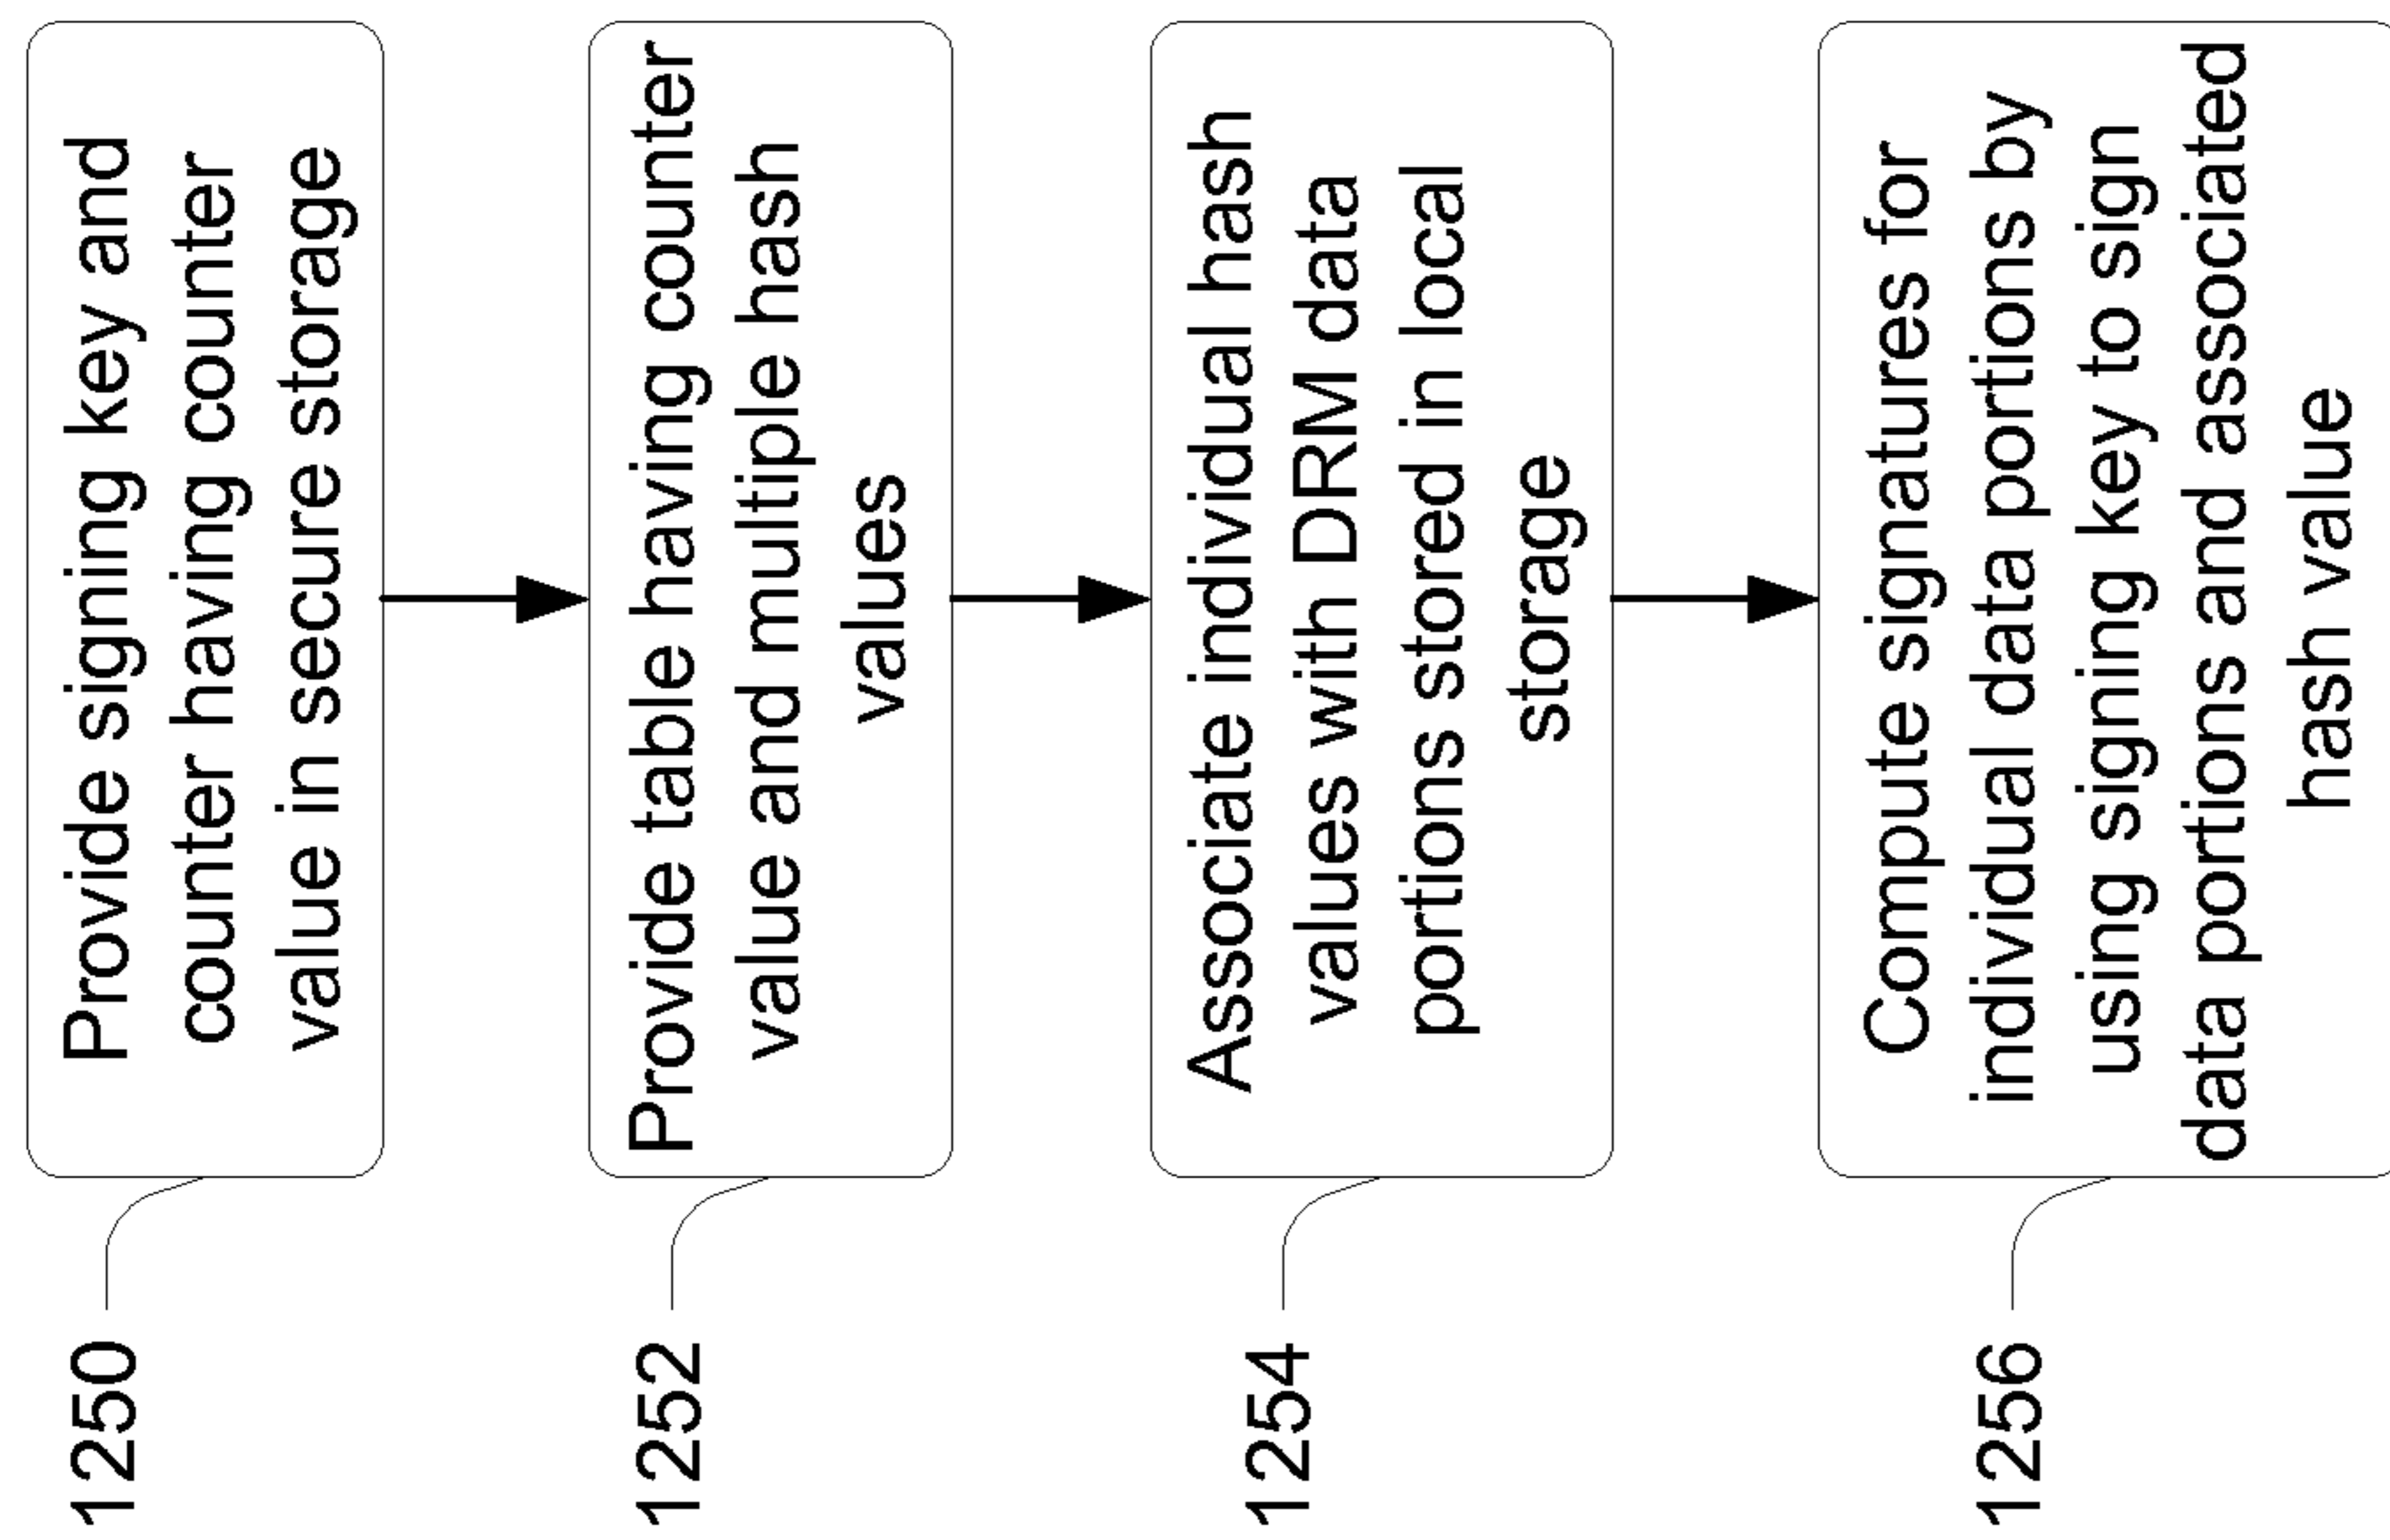 1250
Provide signing key and
counter having counter
value in secure storage
1252
Provide table having counter
value and multiple hash
values
1254
Associate individual hash
values with DRM data
portions stored in local
storage
1256
Compute signatures for
individual data portions by
using signing key to sign
data portions and associated
hash value